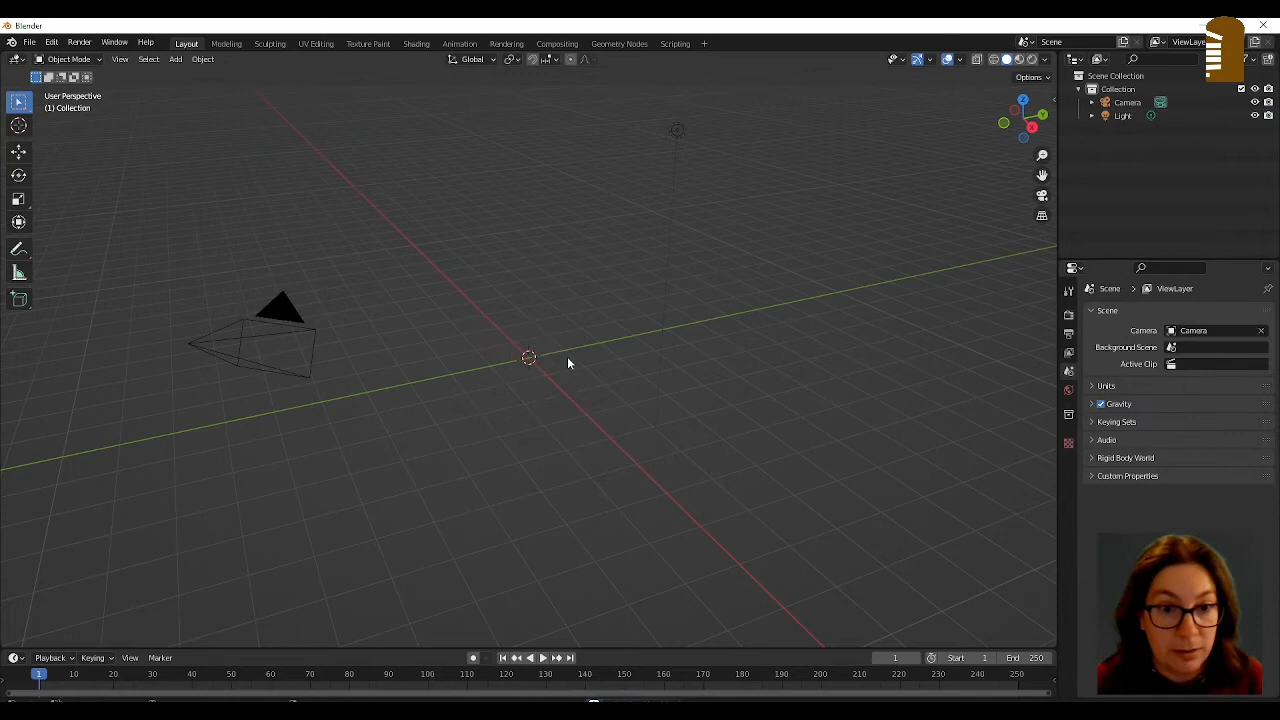 Blender
File Edit Render Window Help Layout Modeling Sculpting UV Editing Texture Paint Shading Animation Rendering Compositing Geometry Nodes Scripting + Scene ViewLayer
Object Mode View Select Add Object Global
Options
User Perspective
(1) Collection
Z
Y
X
Scene Collection
Collection
Camera
Light
Scene > ViewLayer
Scene
Camera Camera
Background Scene
Active Clip
Units
Gravity
Keying Sets
Audio
Rigid Body World
Custom Properties
Playback Keying View Marker 1 Start 1 End 250
1 10 20 30 40 50 60 70 80 90 100 110 120 130 140 150 160 170 180 190 200 210 220 230 240 250